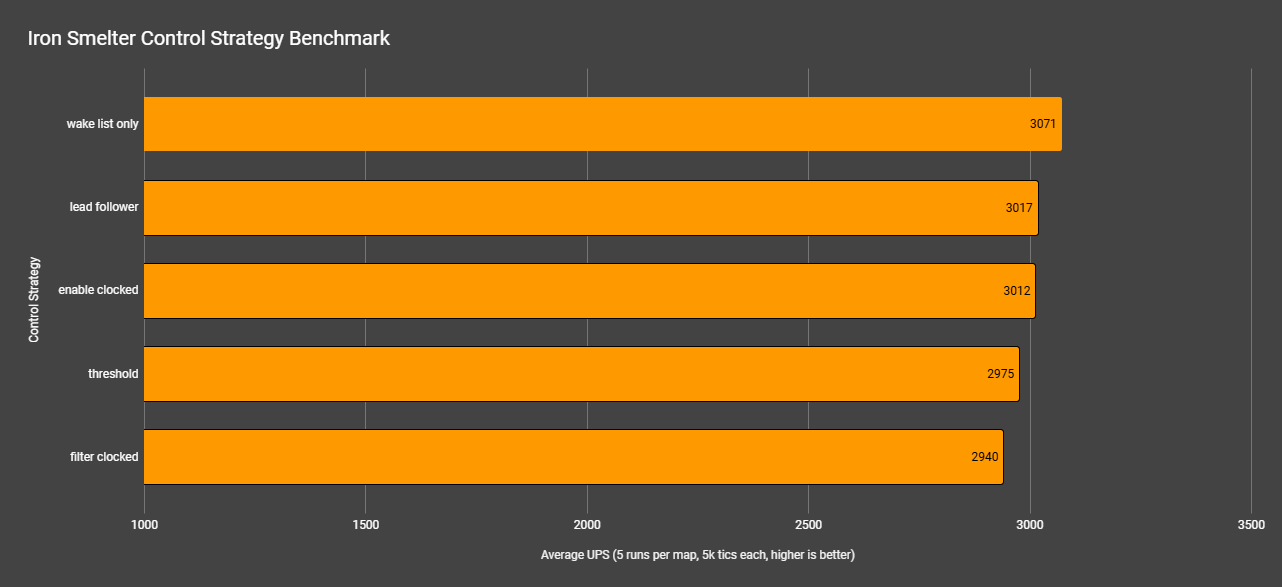 Iron Smelter Control Strategy Benchmark
Control Strategy
wake list only
3071
lead follower
3017
enable clocked
3012
threshold
2975
filter clocked
2940
1000 1500 2000 2500 3000 3500
Average UPS (5 runs per map, 5k tics each, higher is better)